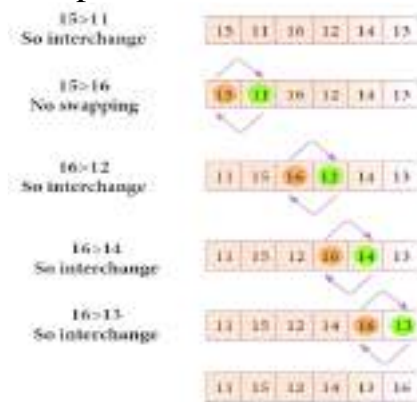 15>11
So interchange
15 11 16 12 14 13
15>16
No swapping
15 11 16 12 14 13
16>12
So interchange
11 15 16 12 14 13
16>14
So interchange
11 15 12 16 14 13
16>13
So interchange
11 15 12 14 16 13
11 15 12 14 13 16